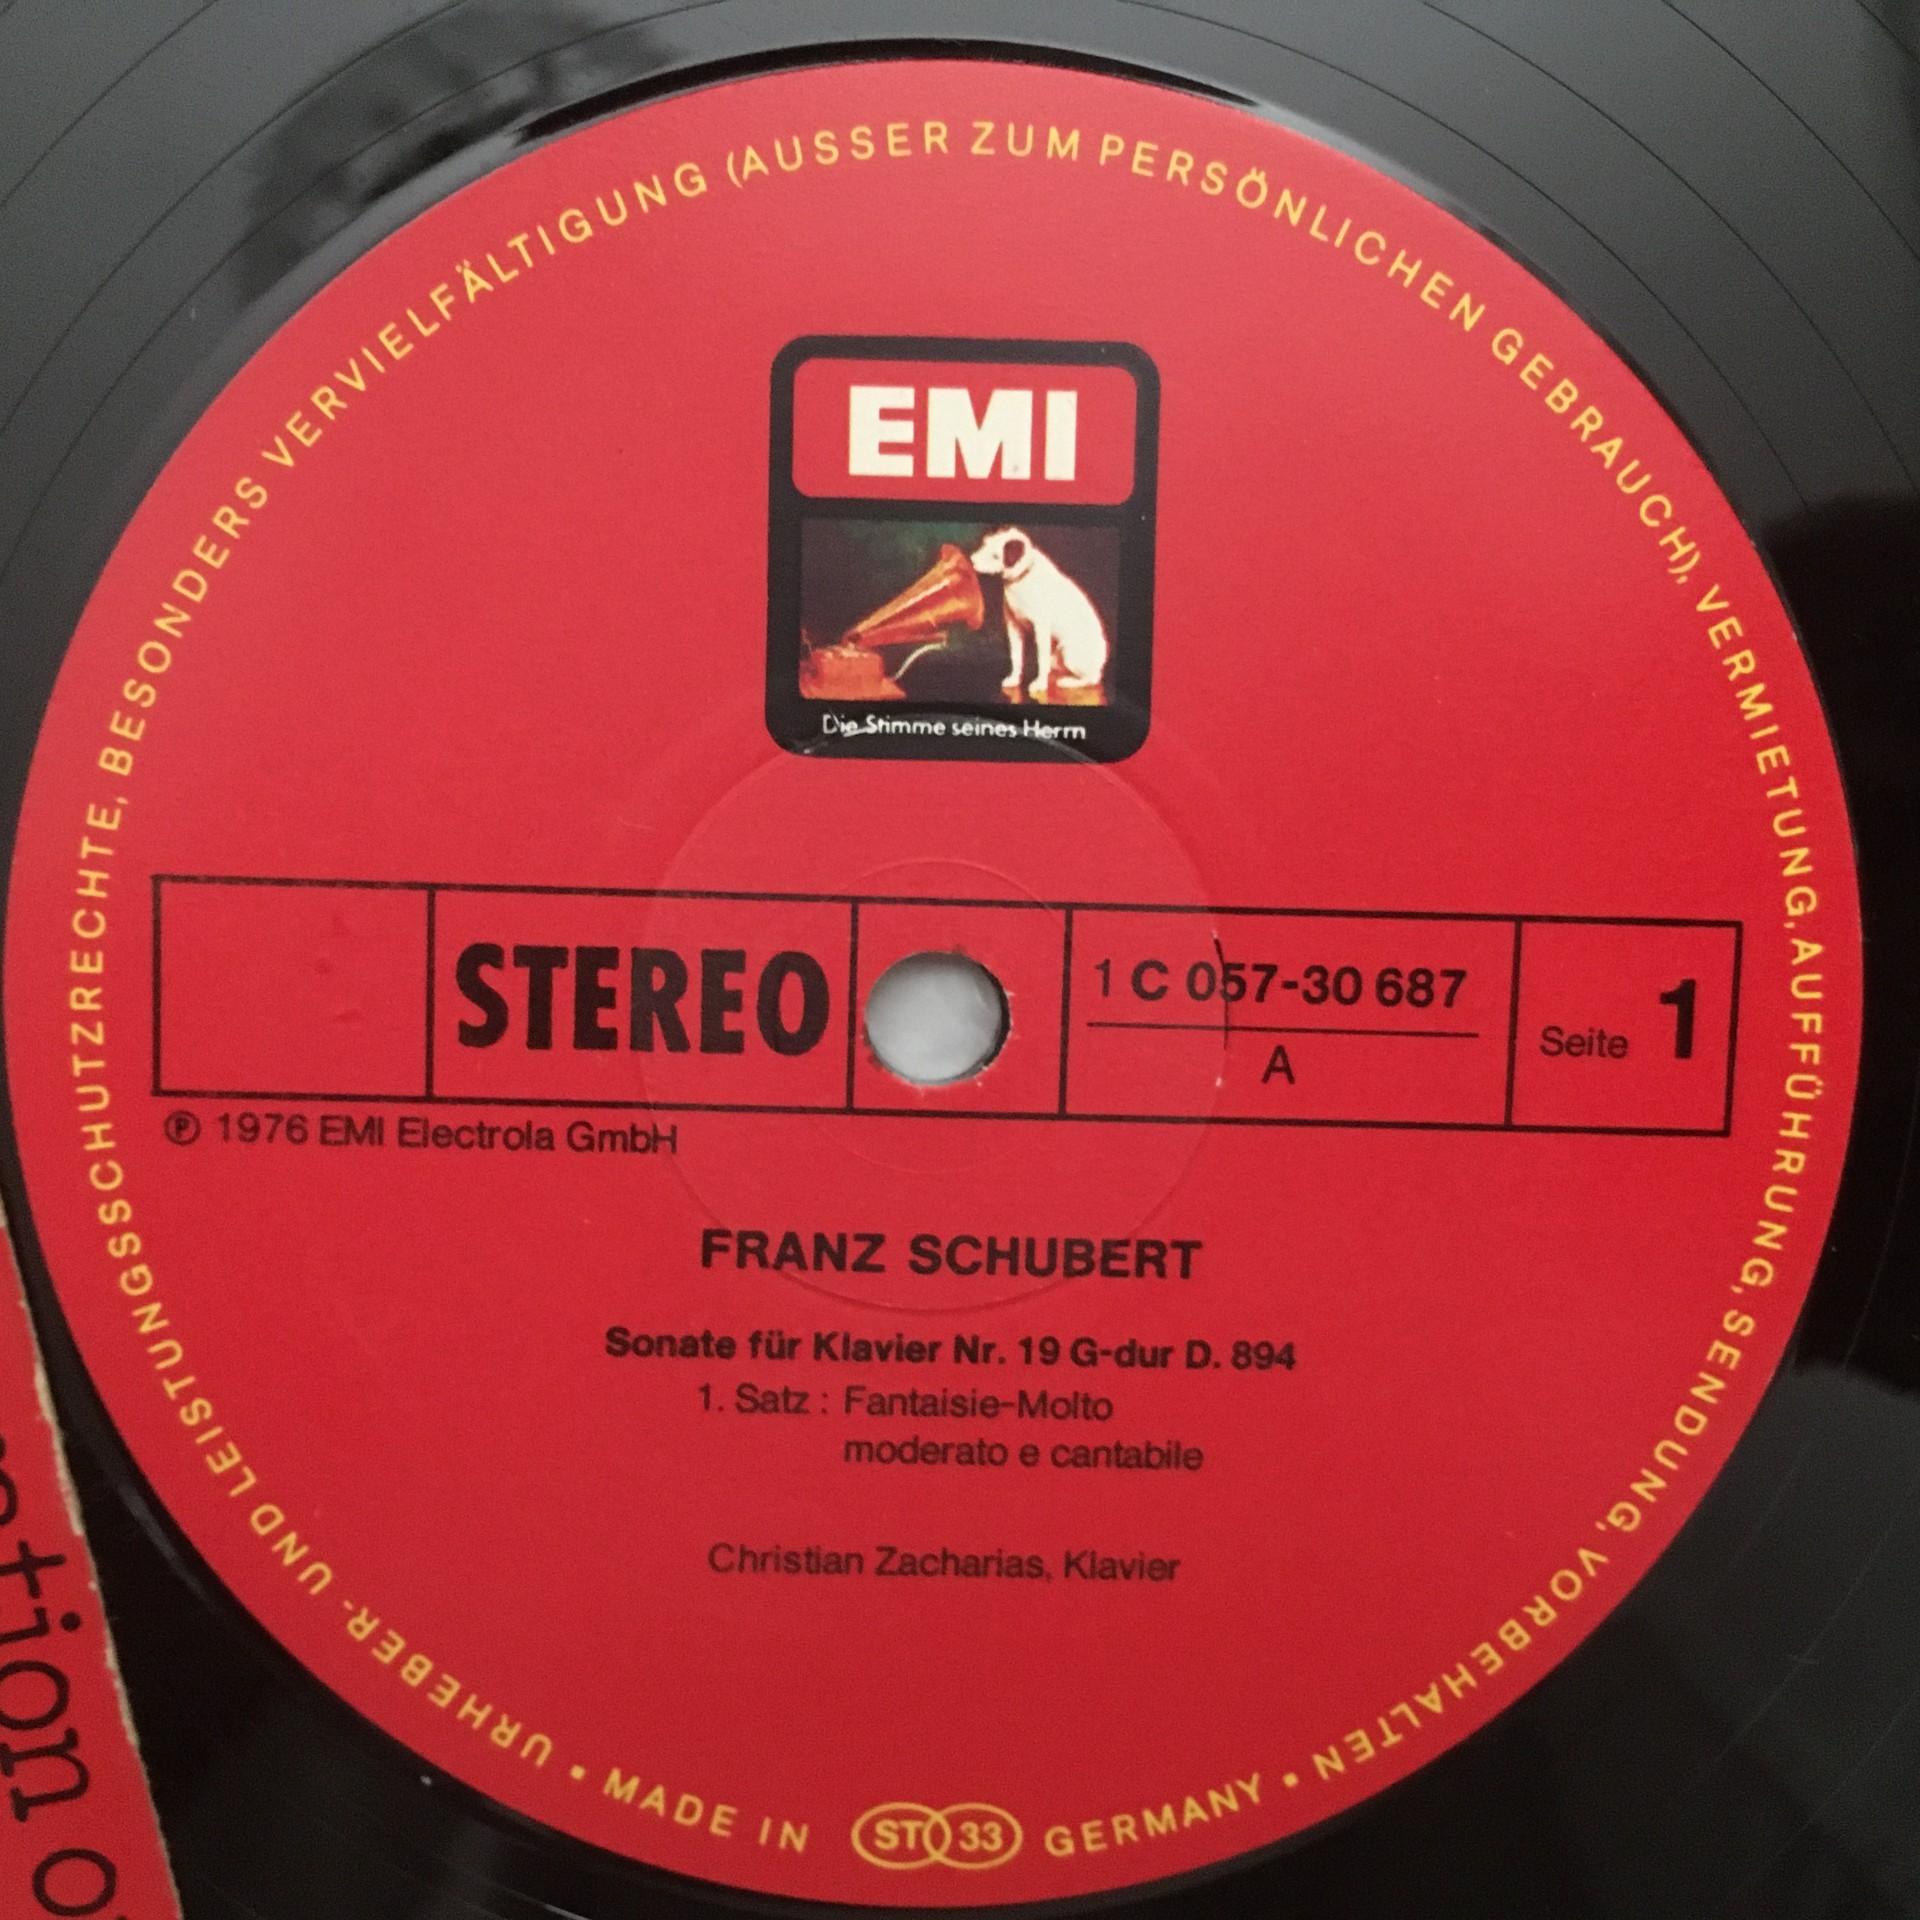 EMI
Die Stimme seines Herrn
STEREO
1 C 057-30 687
A
Seite 1
℗ 1976 EMI Electrola GmbH
FRANZ SCHUBERT
Sonate für Klavier Nr. 19 G-dur D. 894
1. Satz : Fantaisie-Molto
moderato e cantabile
Christian Zacharias, Klavier
URHEBER- UND LEISTUNGSSCHUTZRECHTE, BESONDERS VERVIELFÄLTIGUNG (AUSSER ZUM PERSÖNLICHEN GEBRAUCH), VERMIETUNG, AUFFÜHRUNG, SENDUNG, VORBEHALTEN •
MADE IN ST 33 GERMANY •